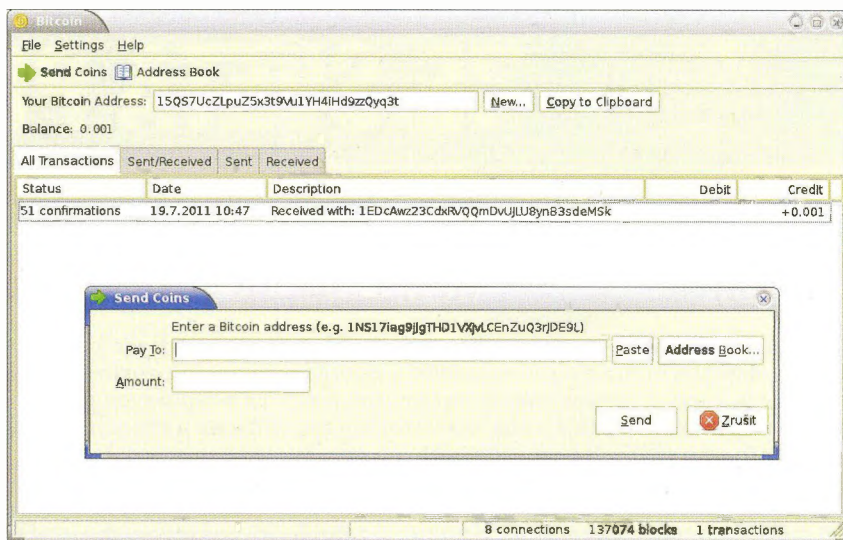 Bitcoin
File Settings Help
Send Coins Address Book
Your Bitcoin Address: 15QS7UcZLpuZ5x3t9Vu1YH4iHd9zzQyq3t New... Copy to Clipboard
Balance: 0.001
All Transactions Sent/Received Sent Received
Status Date Description Debit Credit
51 confirmations 19.7.2011 10:47 Received with: 1EDcAwz23CdxRVQQmDvUJLU8ynB3sdeMSk +0.001
Send Coins
Enter a Bitcoin address (e.g. 1NS17iag9jJgTHD1VXjvLCEnZuQ3rJDE9L)
Pay To: Paste Address Book...
Amount:
Send Zrušit
8 connections 137074 blocks 1 transactions